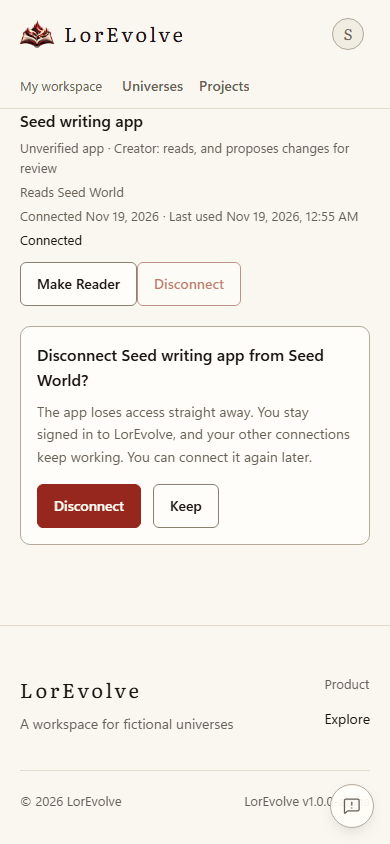 LorEvolve
S
My workspace Universes Projects
Seed writing app
Unverified app · Creator: reads, and proposes changes for
review
Reads Seed World
Connected Nov 19, 2026 · Last used Nov 19, 2026, 12:55 AM
Connected
Make Reader Disconnect
Disconnect Seed writing app from Seed
World?
The app loses access straight away. You stay
signed in to LorEvolve, and your other connections
keep working. You can connect it again later.
Disconnect Keep
LorEvolve
Product
A workspace for fictional universes
Explore
© 2026 LorEvolve
LorEvolve v1.0.0